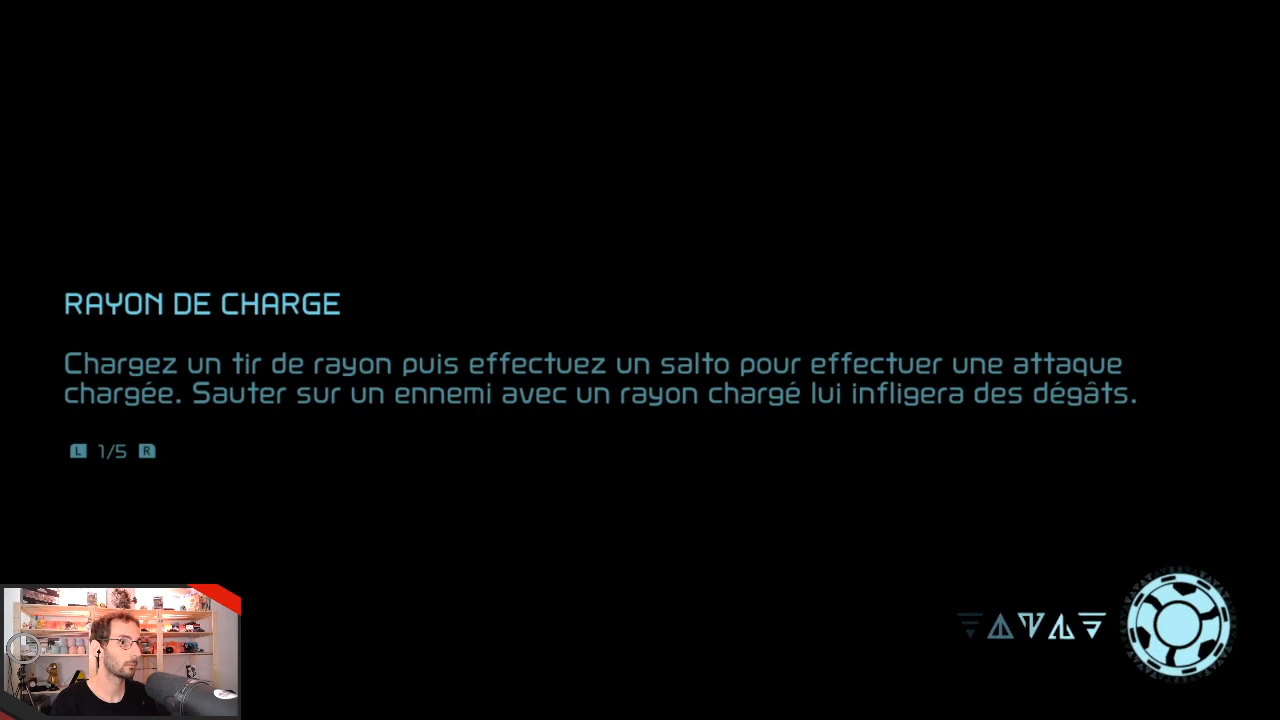 RAYON DE CHARGE
Chargez un tir de rayon puis effectuez un salto pour effectuer une attaque
chargée. Sauter sur un ennemi avec un rayon chargé lui infligera des dégâts.
L 1/5 R